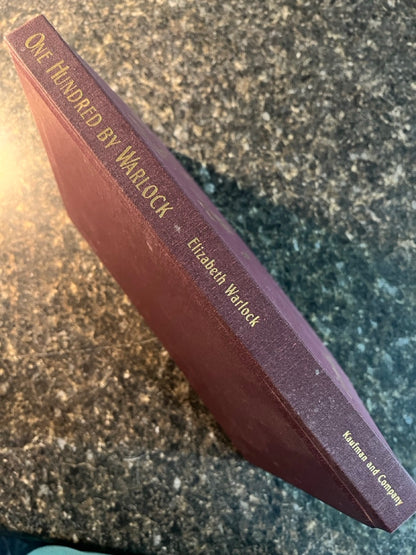 ONE HUNDRED BY WARLOCK
Elizabeth Warlock
Kaufman and Company